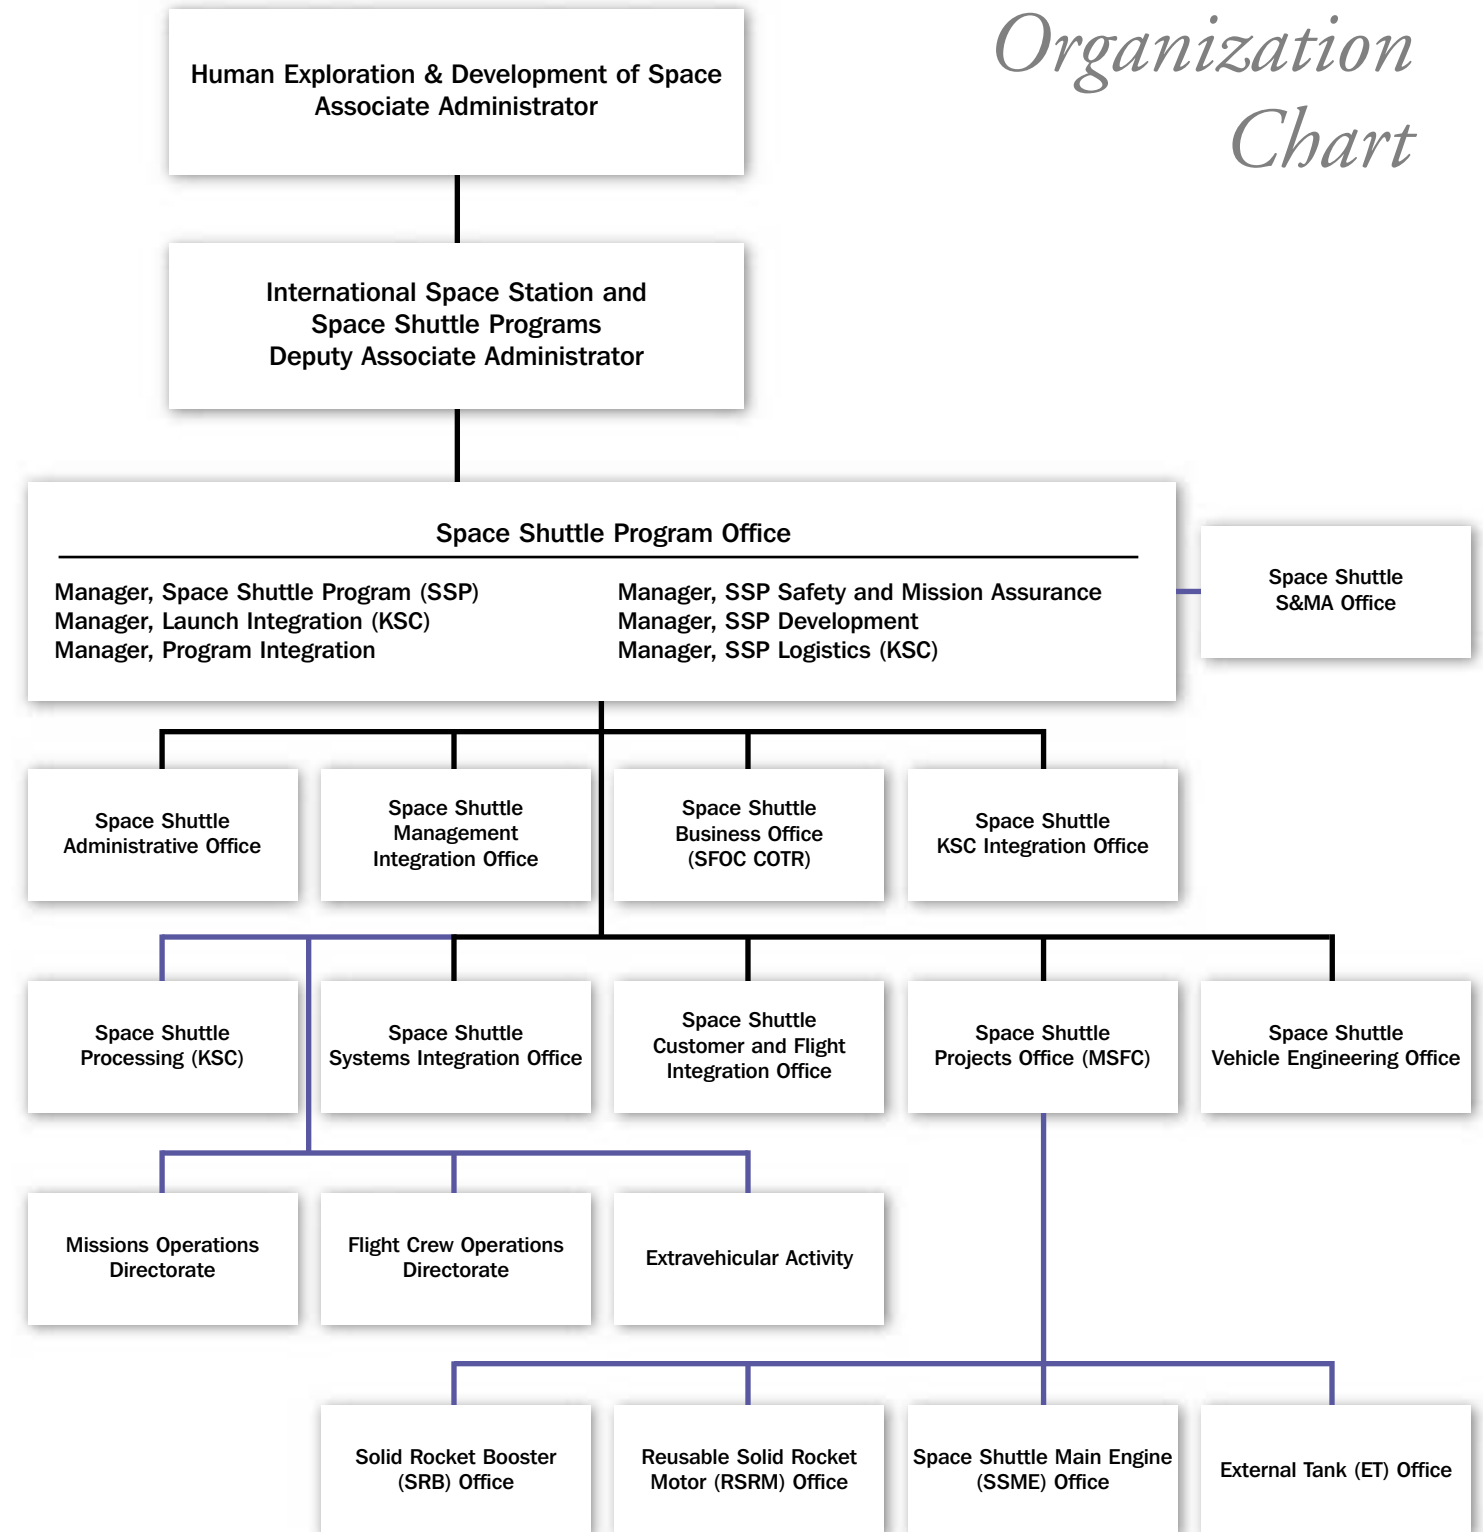 Organization
Chart
Human Exploration & Development of Space
Associate Administrator
International Space Station and
Space Shuttle Programs
Deputy Associate Administrator
Space Shuttle Program Office
Manager, Space Shuttle Program (SSP)
Manager, Launch Integration (KSC)
Manager, Program Integration
Manager, SSP Safety and Mission Assurance
Manager, SSP Development
Manager, SSP Logistics (KSC)
Space Shuttle
S&MA Office
Space Shuttle
Administrative Office
Space Shuttle
Management
Integration Office
Space Shuttle
Business Office
(SFOC COTR)
Space Shuttle
KSC Integration Office
Space Shuttle
Processing (KSC)
Space Shuttle
Systems Integration Office
Space Shuttle
Customer and Flight
Integration Office
Space Shuttle
Projects Office (MSFC)
Space Shuttle
Vehicle Engineering Office
Missions Operations
Directorate
Flight Crew Operations
Directorate
Extravehicular Activity
Solid Rocket Booster
(SRB) Office
Reusable Solid Rocket
Motor (RSRM) Office
Space Shuttle Main Engine
(SSME) Office
External Tank (ET) Office